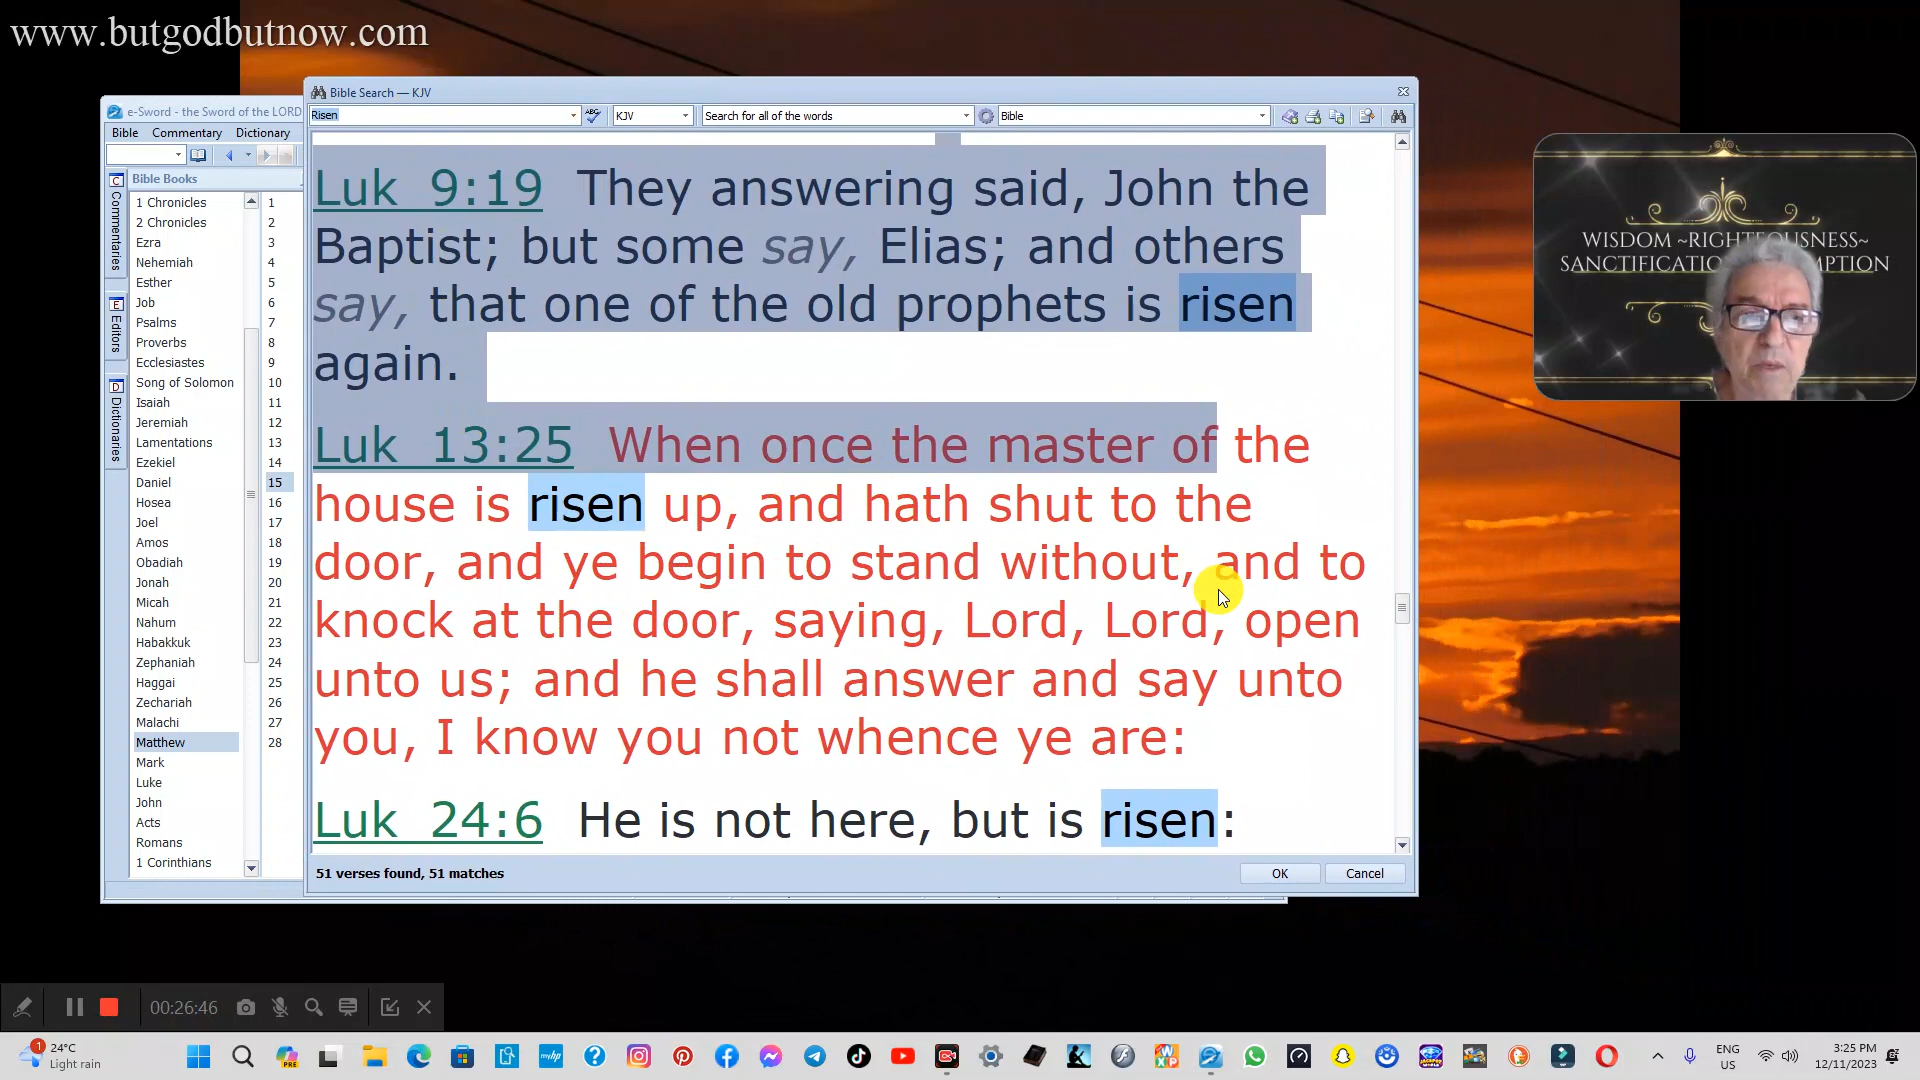 www.butgodbutnow.com
Bible Search — KJV
e-Sword - the Sword of the LORD
Risen
ABC
KJV
Search for all of the words
Bible
Bible Commentary Dictionary
Bible Books
C Commentaries
E Editors
D Dictionaries
1 Chronicles
2 Chronicles
Ezra
Nehemiah
Esther
Job
Psalms
Proverbs
Ecclesiastes
Song of Solomon
Isaiah
Jeremiah
Lamentations
Ezekiel
Daniel
Hosea
Joel
Amos
Obadiah
Jonah
Micah
Nahum
Habakkuk
Zephaniah
Haggai
Zechariah
Malachi
Matthew
Mark
Luke
John
Acts
Romans
1 Corinthians
1
2
3
4
5
6
7
8
9
10
11
12
13
14
15
16
17
18
19
20
21
22
23
24
25
26
27
28
Luk 9:19 They answering said, John the
Baptist; but some say, Elias; and others
say, that one of the old prophets is risen
again.
Luk 13:25 When once the master of the
house is risen up, and hath shut to the
door, and ye begin to stand without, and to
knock at the door, saying, Lord, Lord, open
unto us; and he shall answer and say unto
you, I know you not whence ye are:
Luk 24:6 He is not here, but is risen:
51 verses found, 51 matches
OK
Cancel
WISDOM ~RIGHTEOUSNESS~
SANCTIFICATIO MPTION
00:26:46
1
24°C
Light rain
PRE
myhp
ENG
US
3:25 PM
12/11/2023